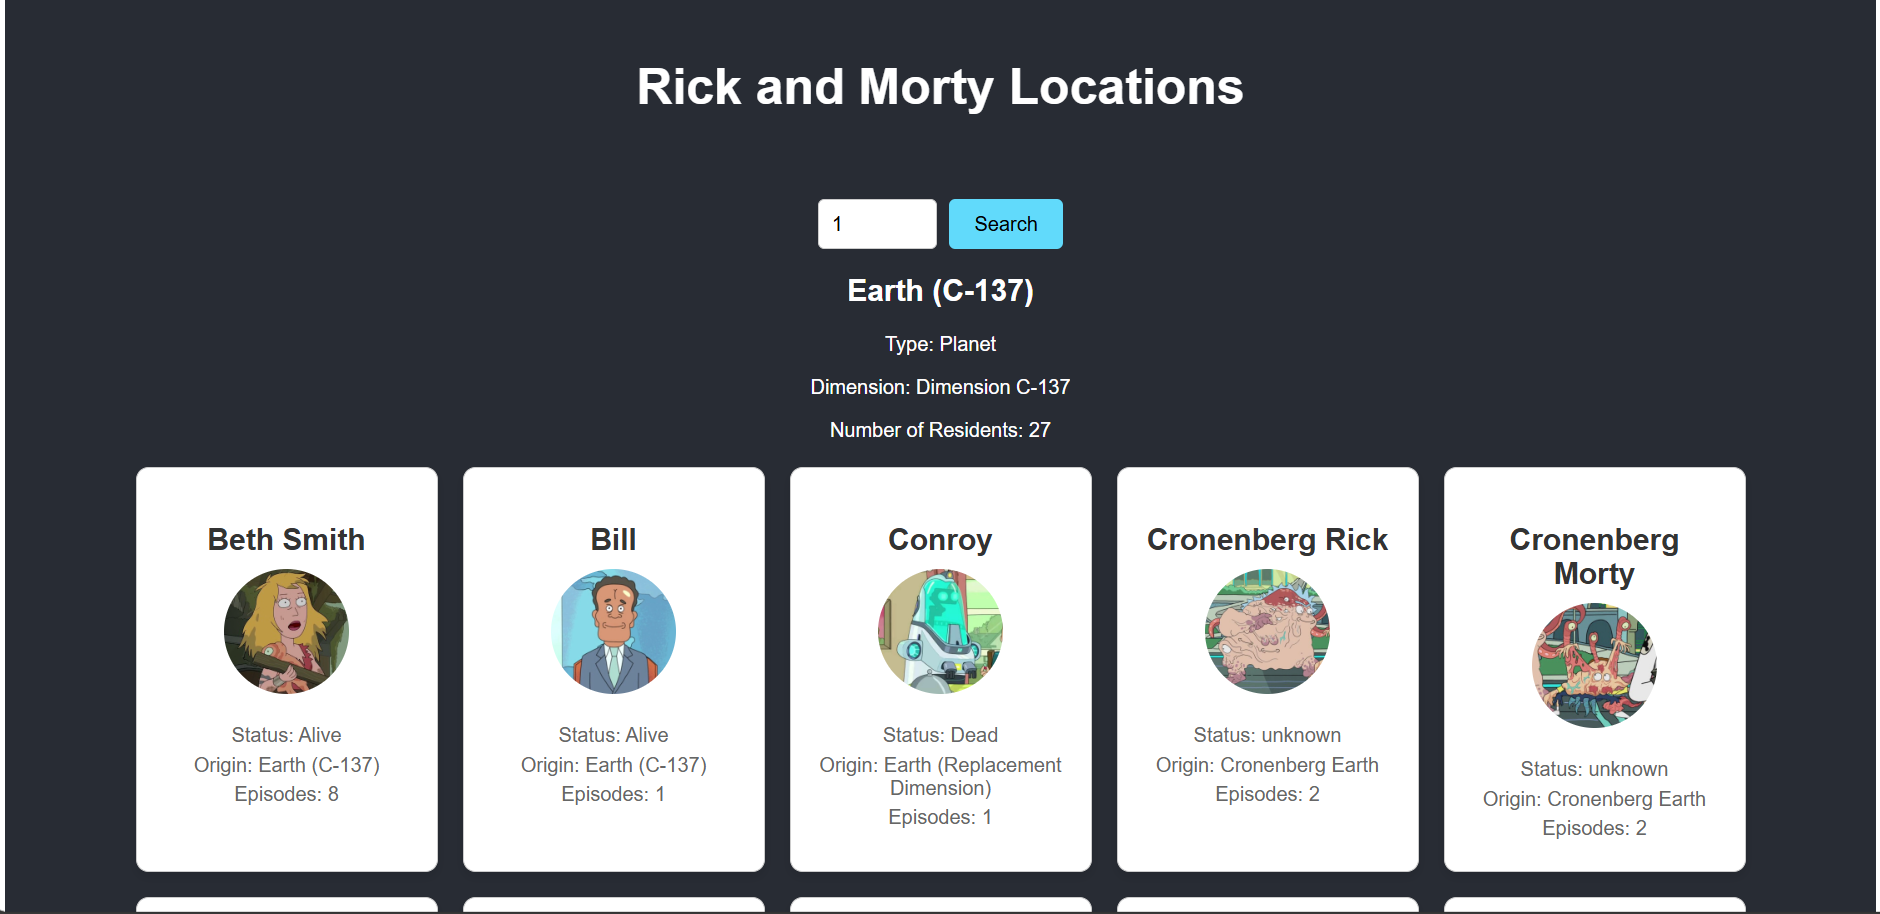 Rick and Morty Locations
1
Search
Earth (C-137)
Type: Planet
Dimension: Dimension C-137
Number of Residents: 27
Beth Smith
Status: Alive
Origin: Earth (C-137)
Episodes: 8
Bill
Status: Alive
Origin: Earth (C-137)
Episodes: 1
Conroy
Status: Dead
Origin: Earth (Replacement
Dimension)
Episodes: 1
Cronenberg Rick
Status: unknown
Origin: Cronenberg Earth
Episodes: 2
Cronenberg
Morty
Status: unknown
Origin: Cronenberg Earth
Episodes: 2